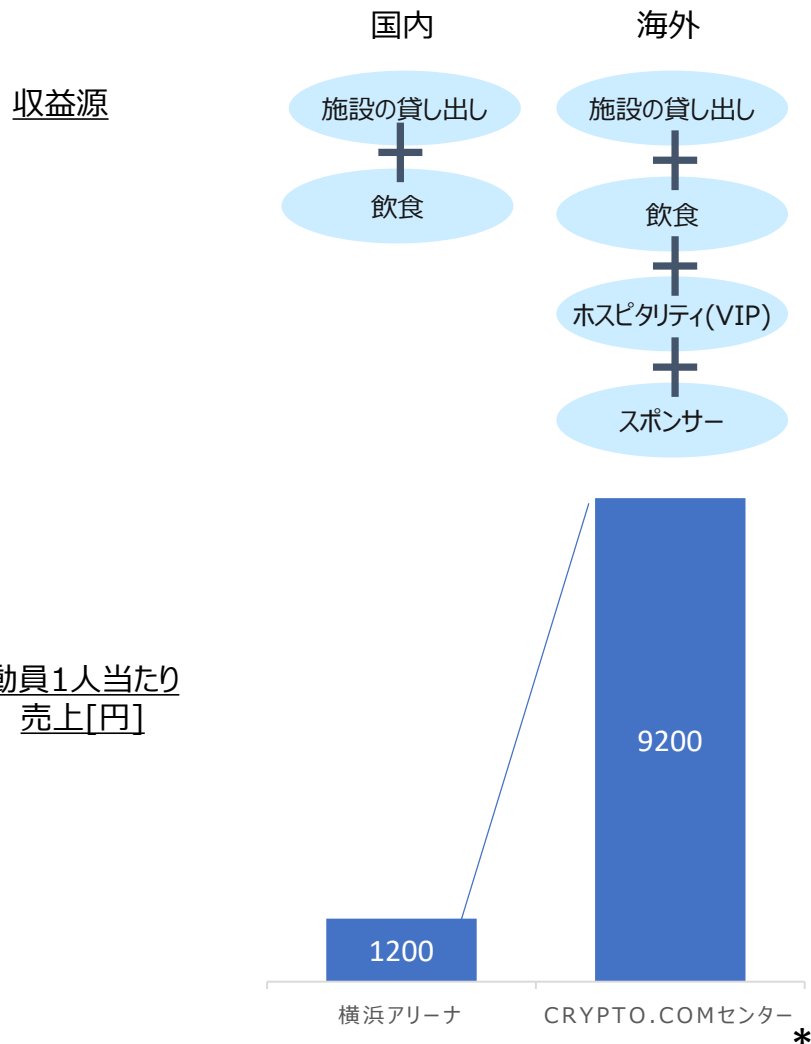 国内
海外
収益源
施設の貸し出し
飲食
施設の貸し出し
飲食
ホスピタリティ(VIP)
スポンサー
動員1人当たり
売上[円]
1200
9200
横浜アリーナ
CRYPTO.COMセンター
*